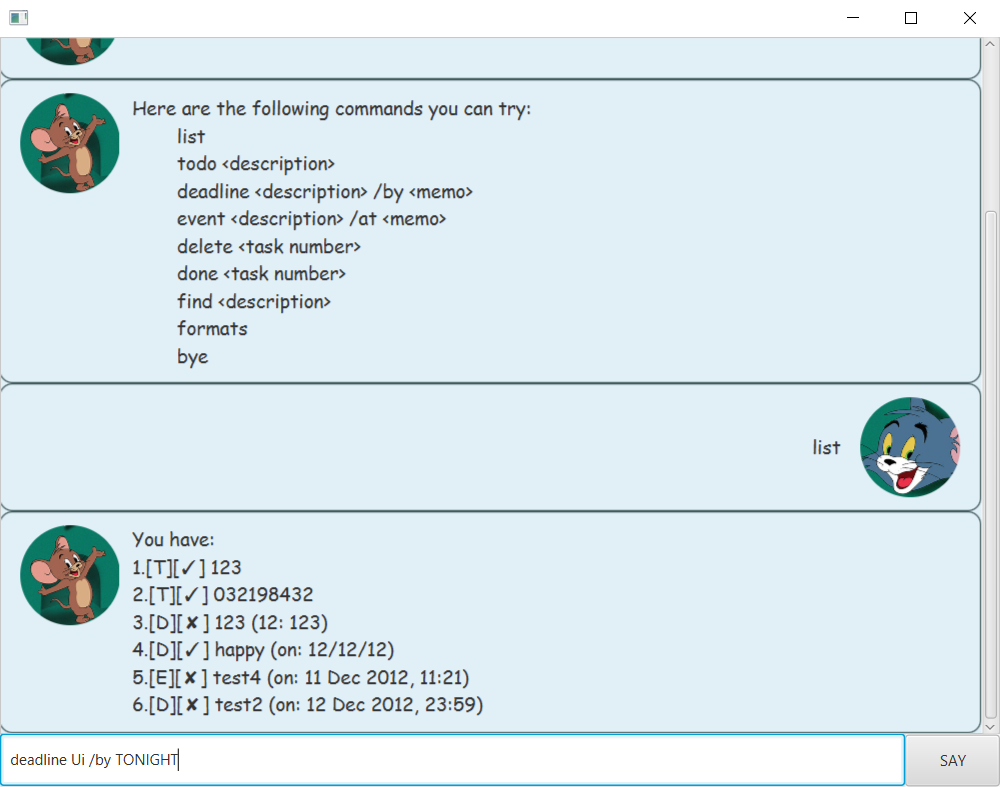 Here are the following commands you can try:
list
todo <description>
deadline <description> /by <memo>
event <description> /at <memo>
delete <task number>
done <task number>
find <description>
formats
bye
list
You have:
1.[T][✓] 123
2.[T][✓] 032198432
3.[D][✘] 123 (12: 123)
4.[D][✓] happy (on: 12/12/12)
5.[E][✘] test4 (on: 11 Dec 2012, 11:21)
6.[D][✘] test2 (on: 12 Dec 2012, 23:59)
deadline Ui /by TONIGHT
SAY